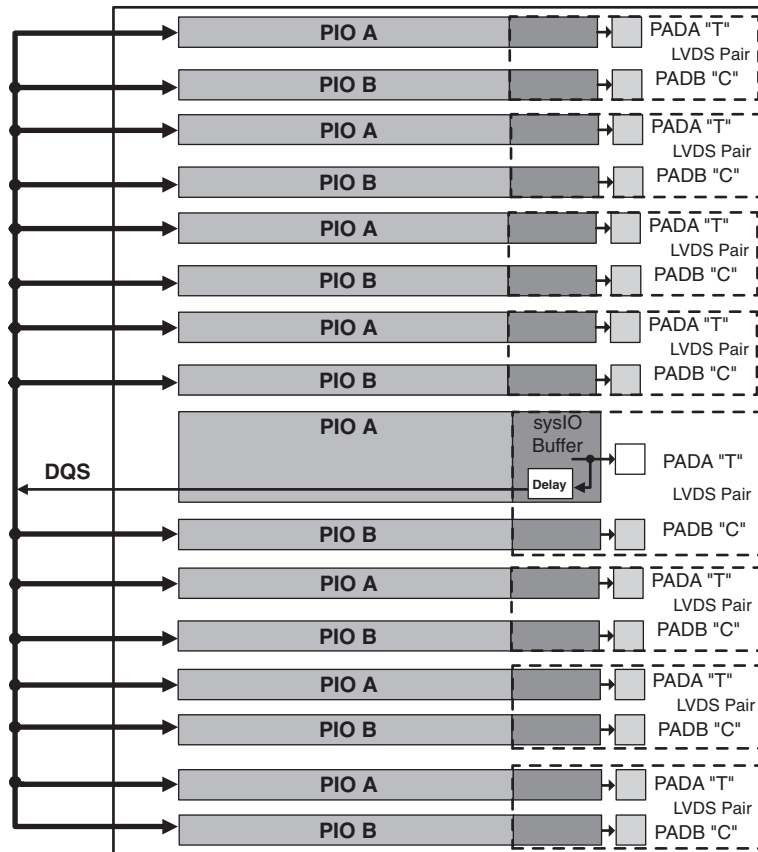 PIO A PADA "T"
LVDS Pair
PIO B PADB "C"
PIO A PADA "T"
LVDS Pair
PIO B PADB "C"
PIO A PADA "T"
LVDS Pair
PIO B PADB "C"
PIO A PADA "T"
LVDS Pair
PIO B PADB "C"
PIO A sysIO
Buffer
PADA "T"
DQS Delay
LVDS Pair
PIO B PADB "C"
PIO A PADA "T"
LVDS Pair
PIO B PADB "C"
PIO A PADA "T"
LVDS Pair
PIO B PADB "C"
PIO A PADA "T"
LVDS Pair
PIO B PADB "C"